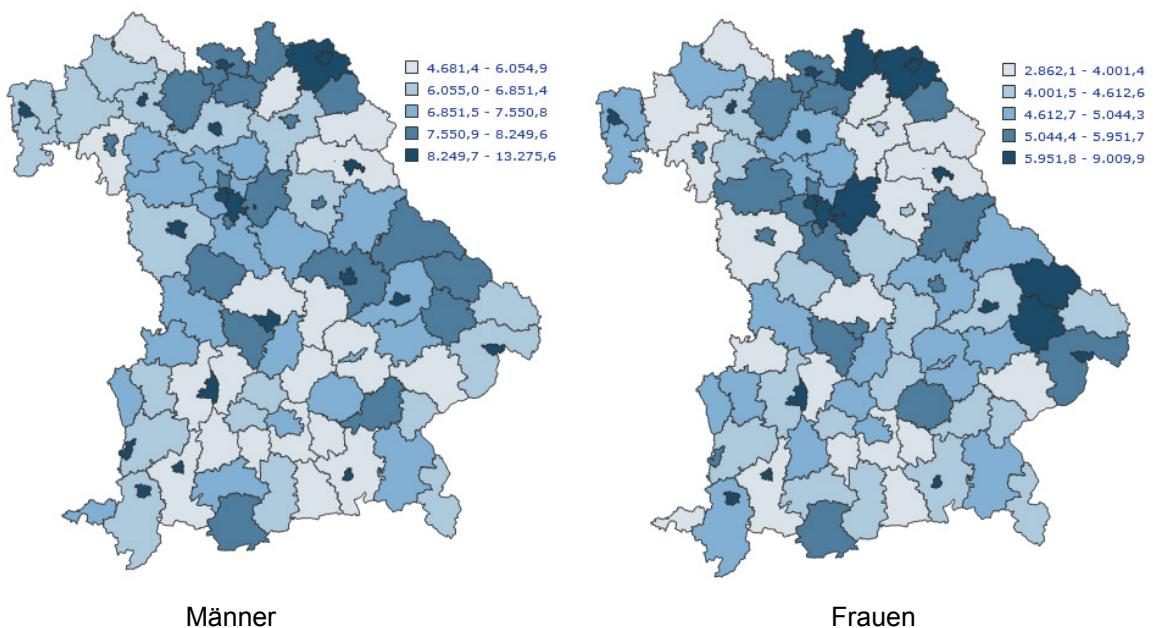 4.681,4 - 6.054,9
6.055,0 - 6.851,4
6.851,5 - 7.550,8
7.550,9 - 8.249,6
8.249,7 - 13.275,6
2.862,1 - 4.001,4
4.001,5 - 4.612,6
4.612,7 - 5.044,3
5.044,4 - 5.951,7
5.951,8 - 9.009,9
Männer
Frauen